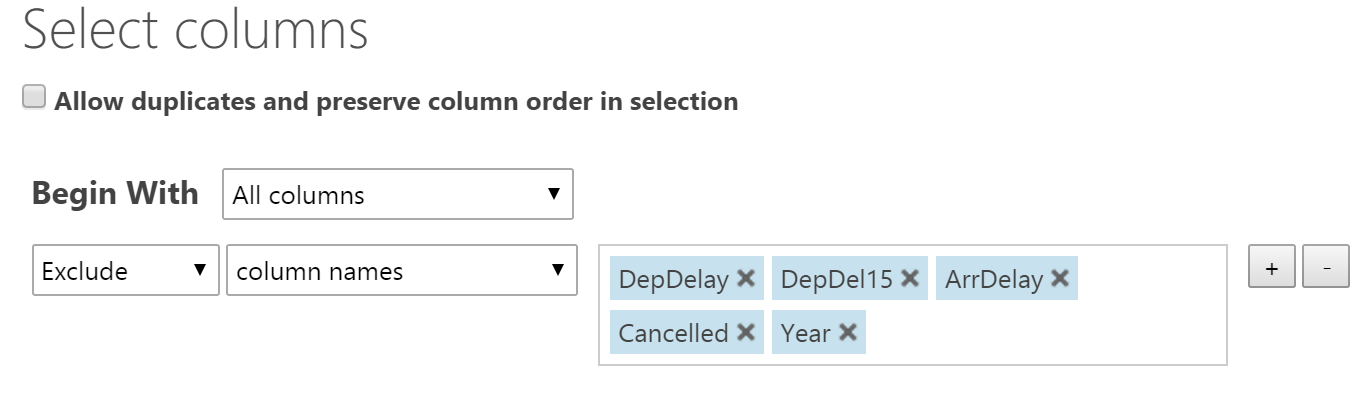 Select columns
Allow duplicates and preserve column order in selection
Begin With All columns
Exclude column names DepDelay DepDel15 ArrDelay + -
Cancelled Year